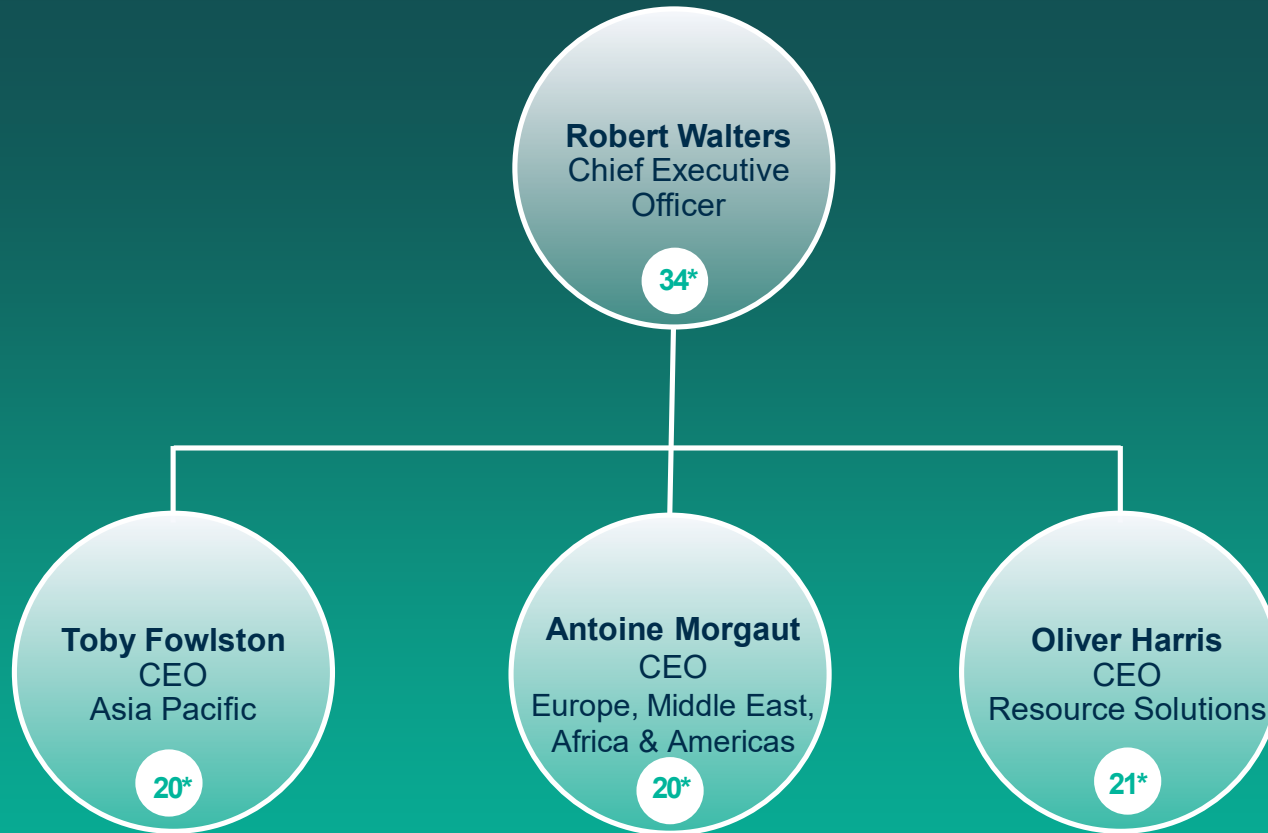 Robert Walters
Chief Executive
Officer
34*
Toby Fowlston
CEO
Asia Pacific
20*
Antoine Morgaut
CEO
Europe, Middle East,
Africa & Americas
20*
Oliver Harris
CEO
Resource Solutions
21*